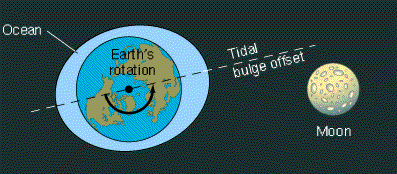 Ocean
Earth's
rotation
Tidal
bulge offset
Moon